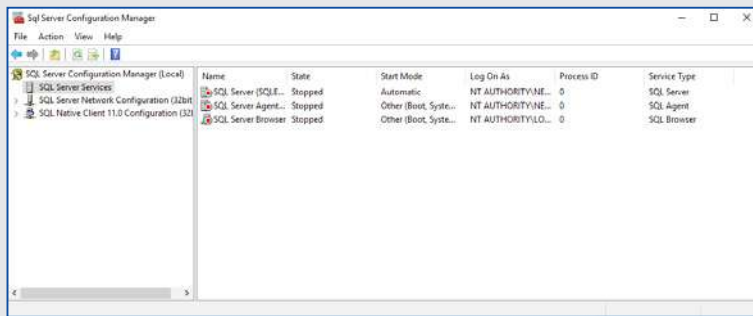 Sql Server Configuration Manager
File Action View Help
SQL Server Configuration Manager (Local)
SQL Server Services
SQL Server Network Configuration (32bit
SQL Native Client 11.0 Configuration (32l
Name State Start Mode Log On As Process ID Service Type
SQL Server (SQLE... Stopped Automatic NT AUTHORITY\NE... 0 SQL Server
SQL Server Agent... Stopped Other (Boot, Syste... NT AUTHORITY\NE... 0 SQL Agent
SQL Server Browser Stopped Other (Boot, Syste... NT AUTHORITY\LO... 0 SQL Browser